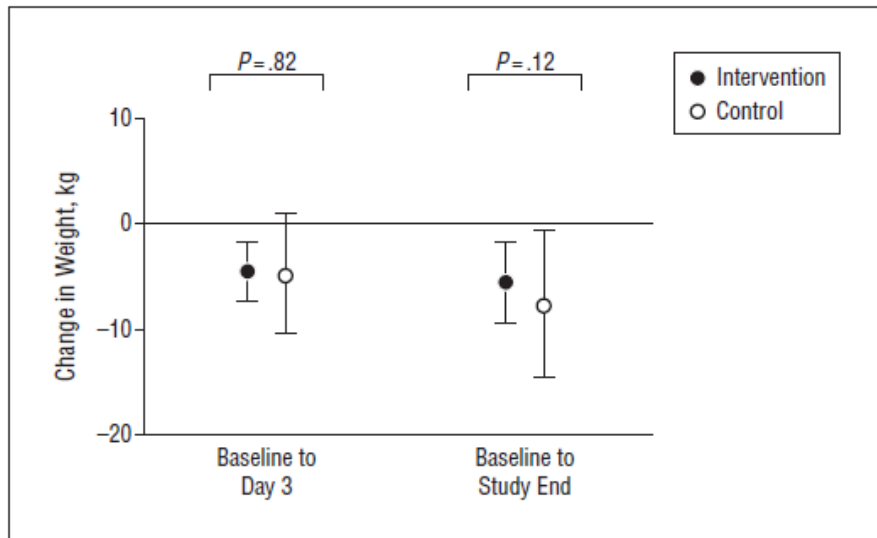 P=.82
P=.12
Intervention
Control
10
0
–10
–20
Change in Weight, kg
Baseline to
Day 3
Baseline to
Study End